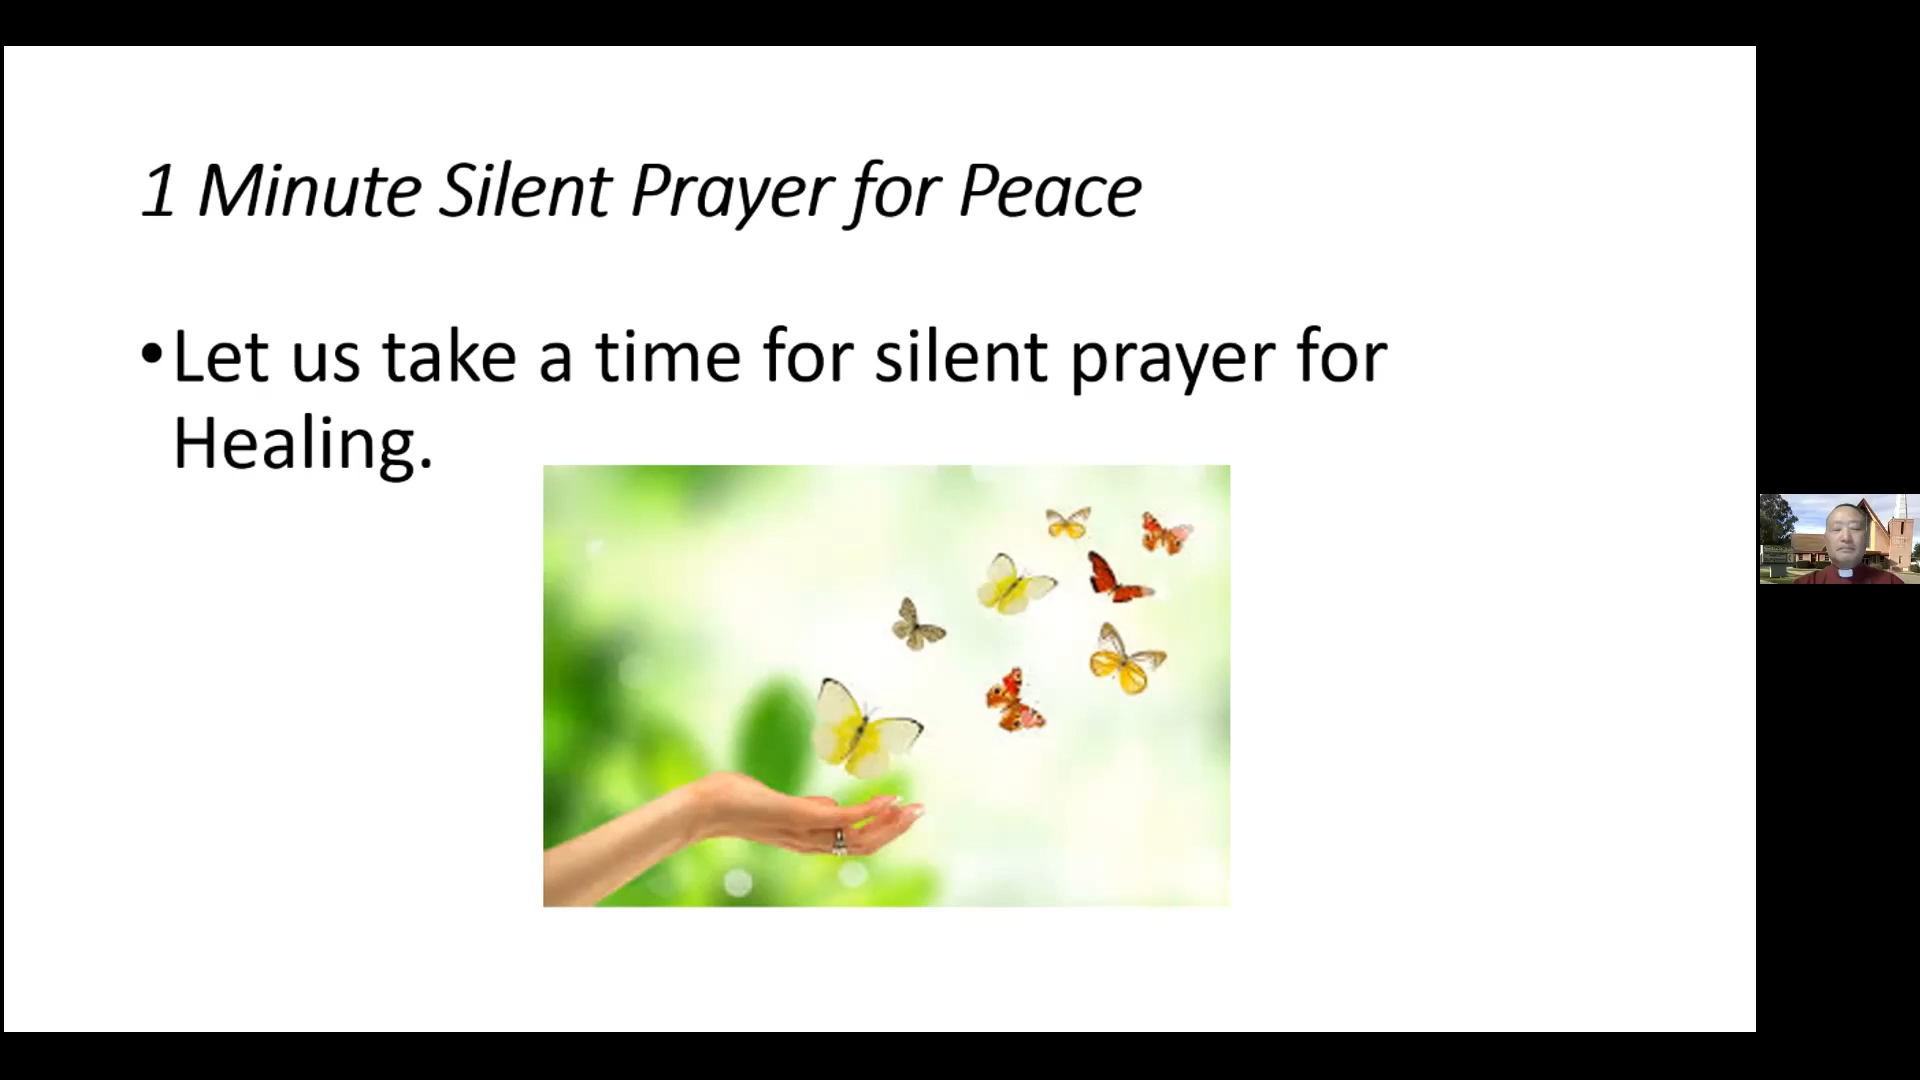 1 Minute Silent Prayer for Peace
•Let us take a time for silent prayer for
Healing.